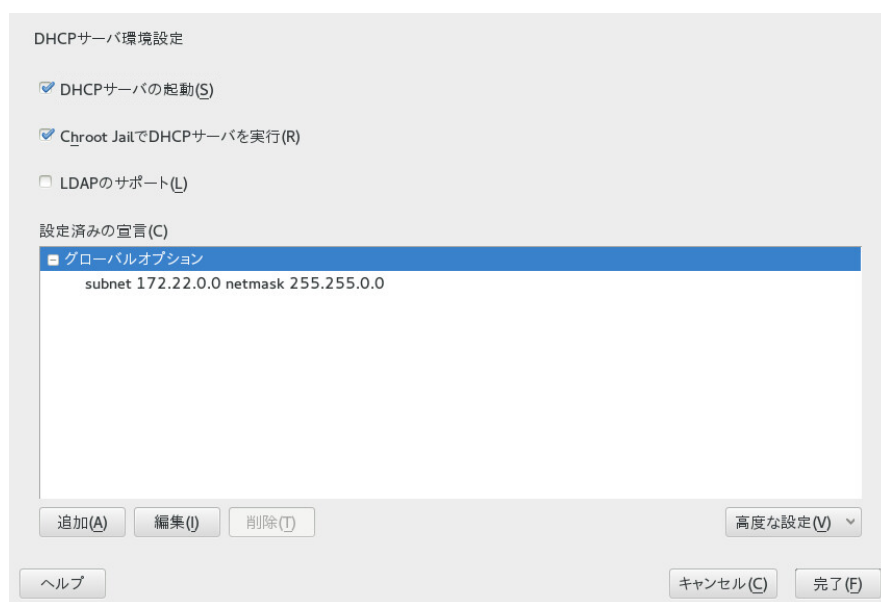 DHCPサーバ環境設定
DHCPサーバの起動(S)
Chroot JailでDHCPサーバを実行(R)
LDAPのサポート(L)
設定済みの宣言(C)
グローバルオプション
subnet 172.22.0.0 netmask 255.255.0.0
追加(A) 編集(I) 削除(T) 高度な設定(V)
ヘルプ キャンセル(C) 完了(F)